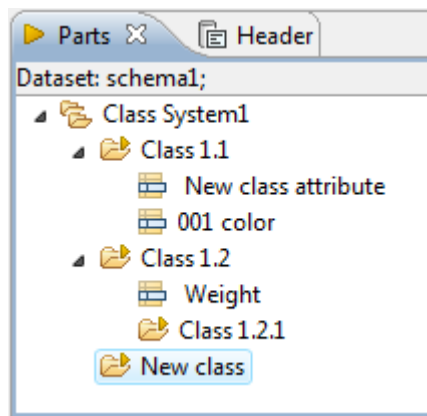 Parts Header
Dataset: schema1;
Class System1
Class 1.1
New class attribute
001 color
Class 1.2
Weight
Class 1.2.1
New class